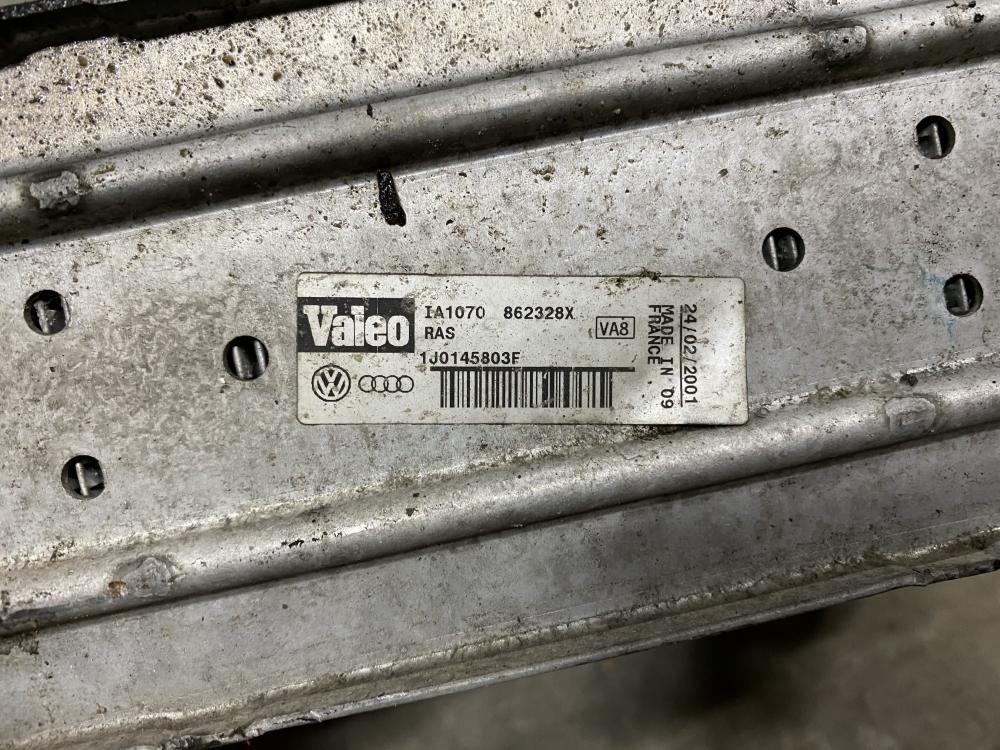 Valeo
IA1070 862328X
RAS
VA8
1J0145803F
24/02/2001
MADE IN 09
FRANCE